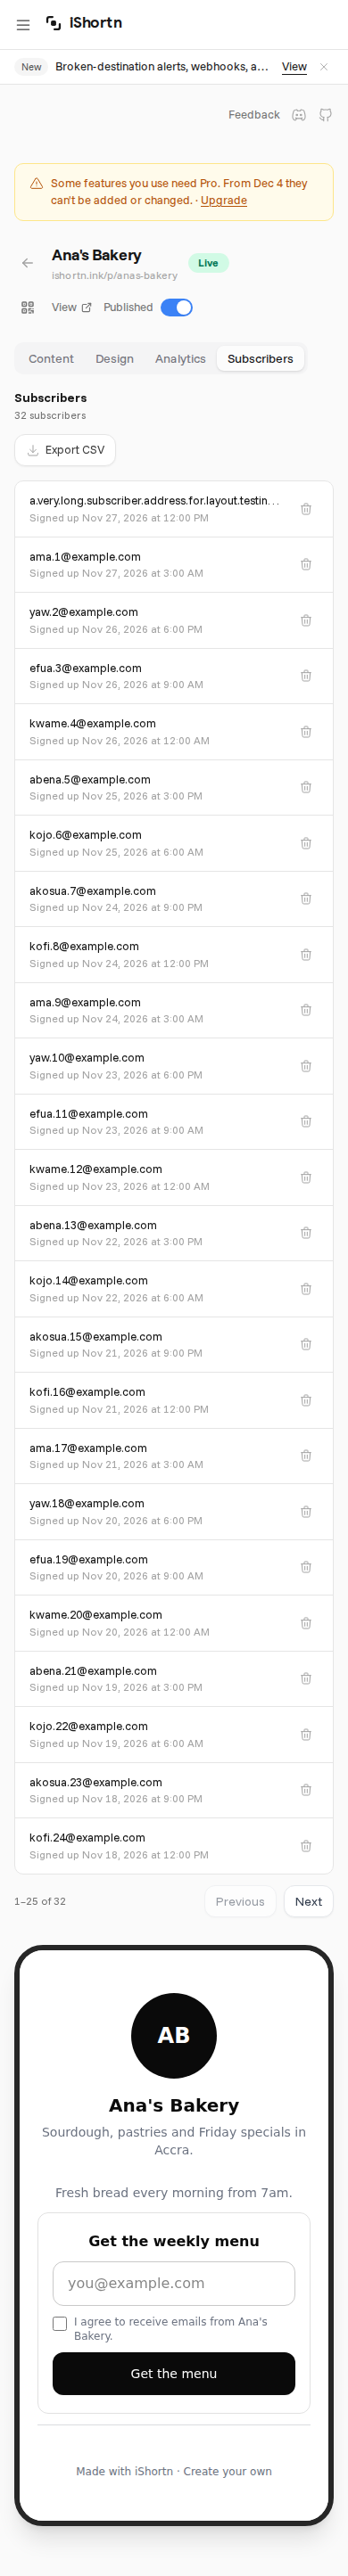 IShortn
New Broken-destination alerts, webhooks, a... View
Feedback
Some features you use need Pro. From Dec 4 they
can't be added or changed. · Upgrade
Ana's Bakery
Live
ishortn.ink/p/anas-bakery
View Published
Content Design Analytics Subscribers
Subscribers
32 subscribers
Export CSV
a.very.long.subscriber.address.for.layout.testin...
Signed up Nov 27, 2026 at 12:00 PM
ama.1@example.com
Signed up Nov 27, 2026 at 3:00 AM
yaw.2@example.com
Signed up Nov 26, 2026 at 6:00 PM
efua.3@example.com
Signed up Nov 26, 2026 at 9:00 AM
kwame.4@example.com
Signed up Nov 26, 2026 at 12:00 AM
abena.5@example.com
Signed up Nov 25, 2026 at 3:00 PM
kojo.6@example.com
Signed up Nov 25, 2026 at 6:00 AM
akosua.7@example.com
Signed up Nov 24, 2026 at 9:00 PM
kofi.8@example.com
Signed up Nov 24, 2026 at 12:00 PM
ama.9@example.com
Signed up Nov 24, 2026 at 3:00 AM
yaw.10@example.com
Signed up Nov 23, 2026 at 6:00 PM
efua.11@example.com
Signed up Nov 23, 2026 at 9:00 AM
kwame.12@example.com
Signed up Nov 23, 2026 at 12:00 AM
abena.13@example.com
Signed up Nov 22, 2026 at 3:00 PM
kojo.14@example.com
Signed up Nov 22, 2026 at 6:00 AM
akosua.15@example.com
Signed up Nov 21, 2026 at 9:00 PM
kofi.16@example.com
Signed up Nov 21, 2026 at 12:00 PM
ama.17@example.com
Signed up Nov 21, 2026 at 3:00 AM
yaw.18@example.com
Signed up Nov 20, 2026 at 6:00 PM
efua.19@example.com
Signed up Nov 20, 2026 at 9:00 AM
kwame.20@example.com
Signed up Nov 20, 2026 at 12:00 AM
abena.21@example.com
Signed up Nov 19, 2026 at 3:00 PM
kojo.22@example.com
Signed up Nov 19, 2026 at 6:00 AM
akosua.23@example.com
Signed up Nov 18, 2026 at 9:00 PM
kofi.24@example.com
Signed up Nov 18, 2026 at 12:00 PM
1–25 of 32 Previous Next
AB
Ana's Bakery
Sourdough, pastries and Friday specials in
Accra.
Fresh bread every morning from 7am.
Get the weekly menu
you@example.com
I agree to receive emails from Ana's
Bakery.
Get the menu
Made with iShortn · Create your own